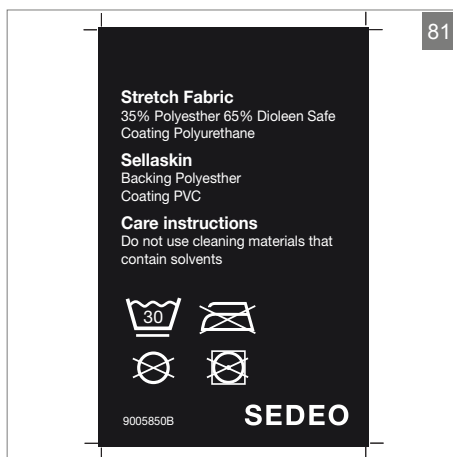 81
Stretch Fabric
35% Polyesther 65% Dioleen Safe
Coating Polyurethane
Sellaskin
Backing Polyesther
Coating PVC
Care instructions
Do not use cleaning materials that
contain solvents
30
9005850B
SEDEO